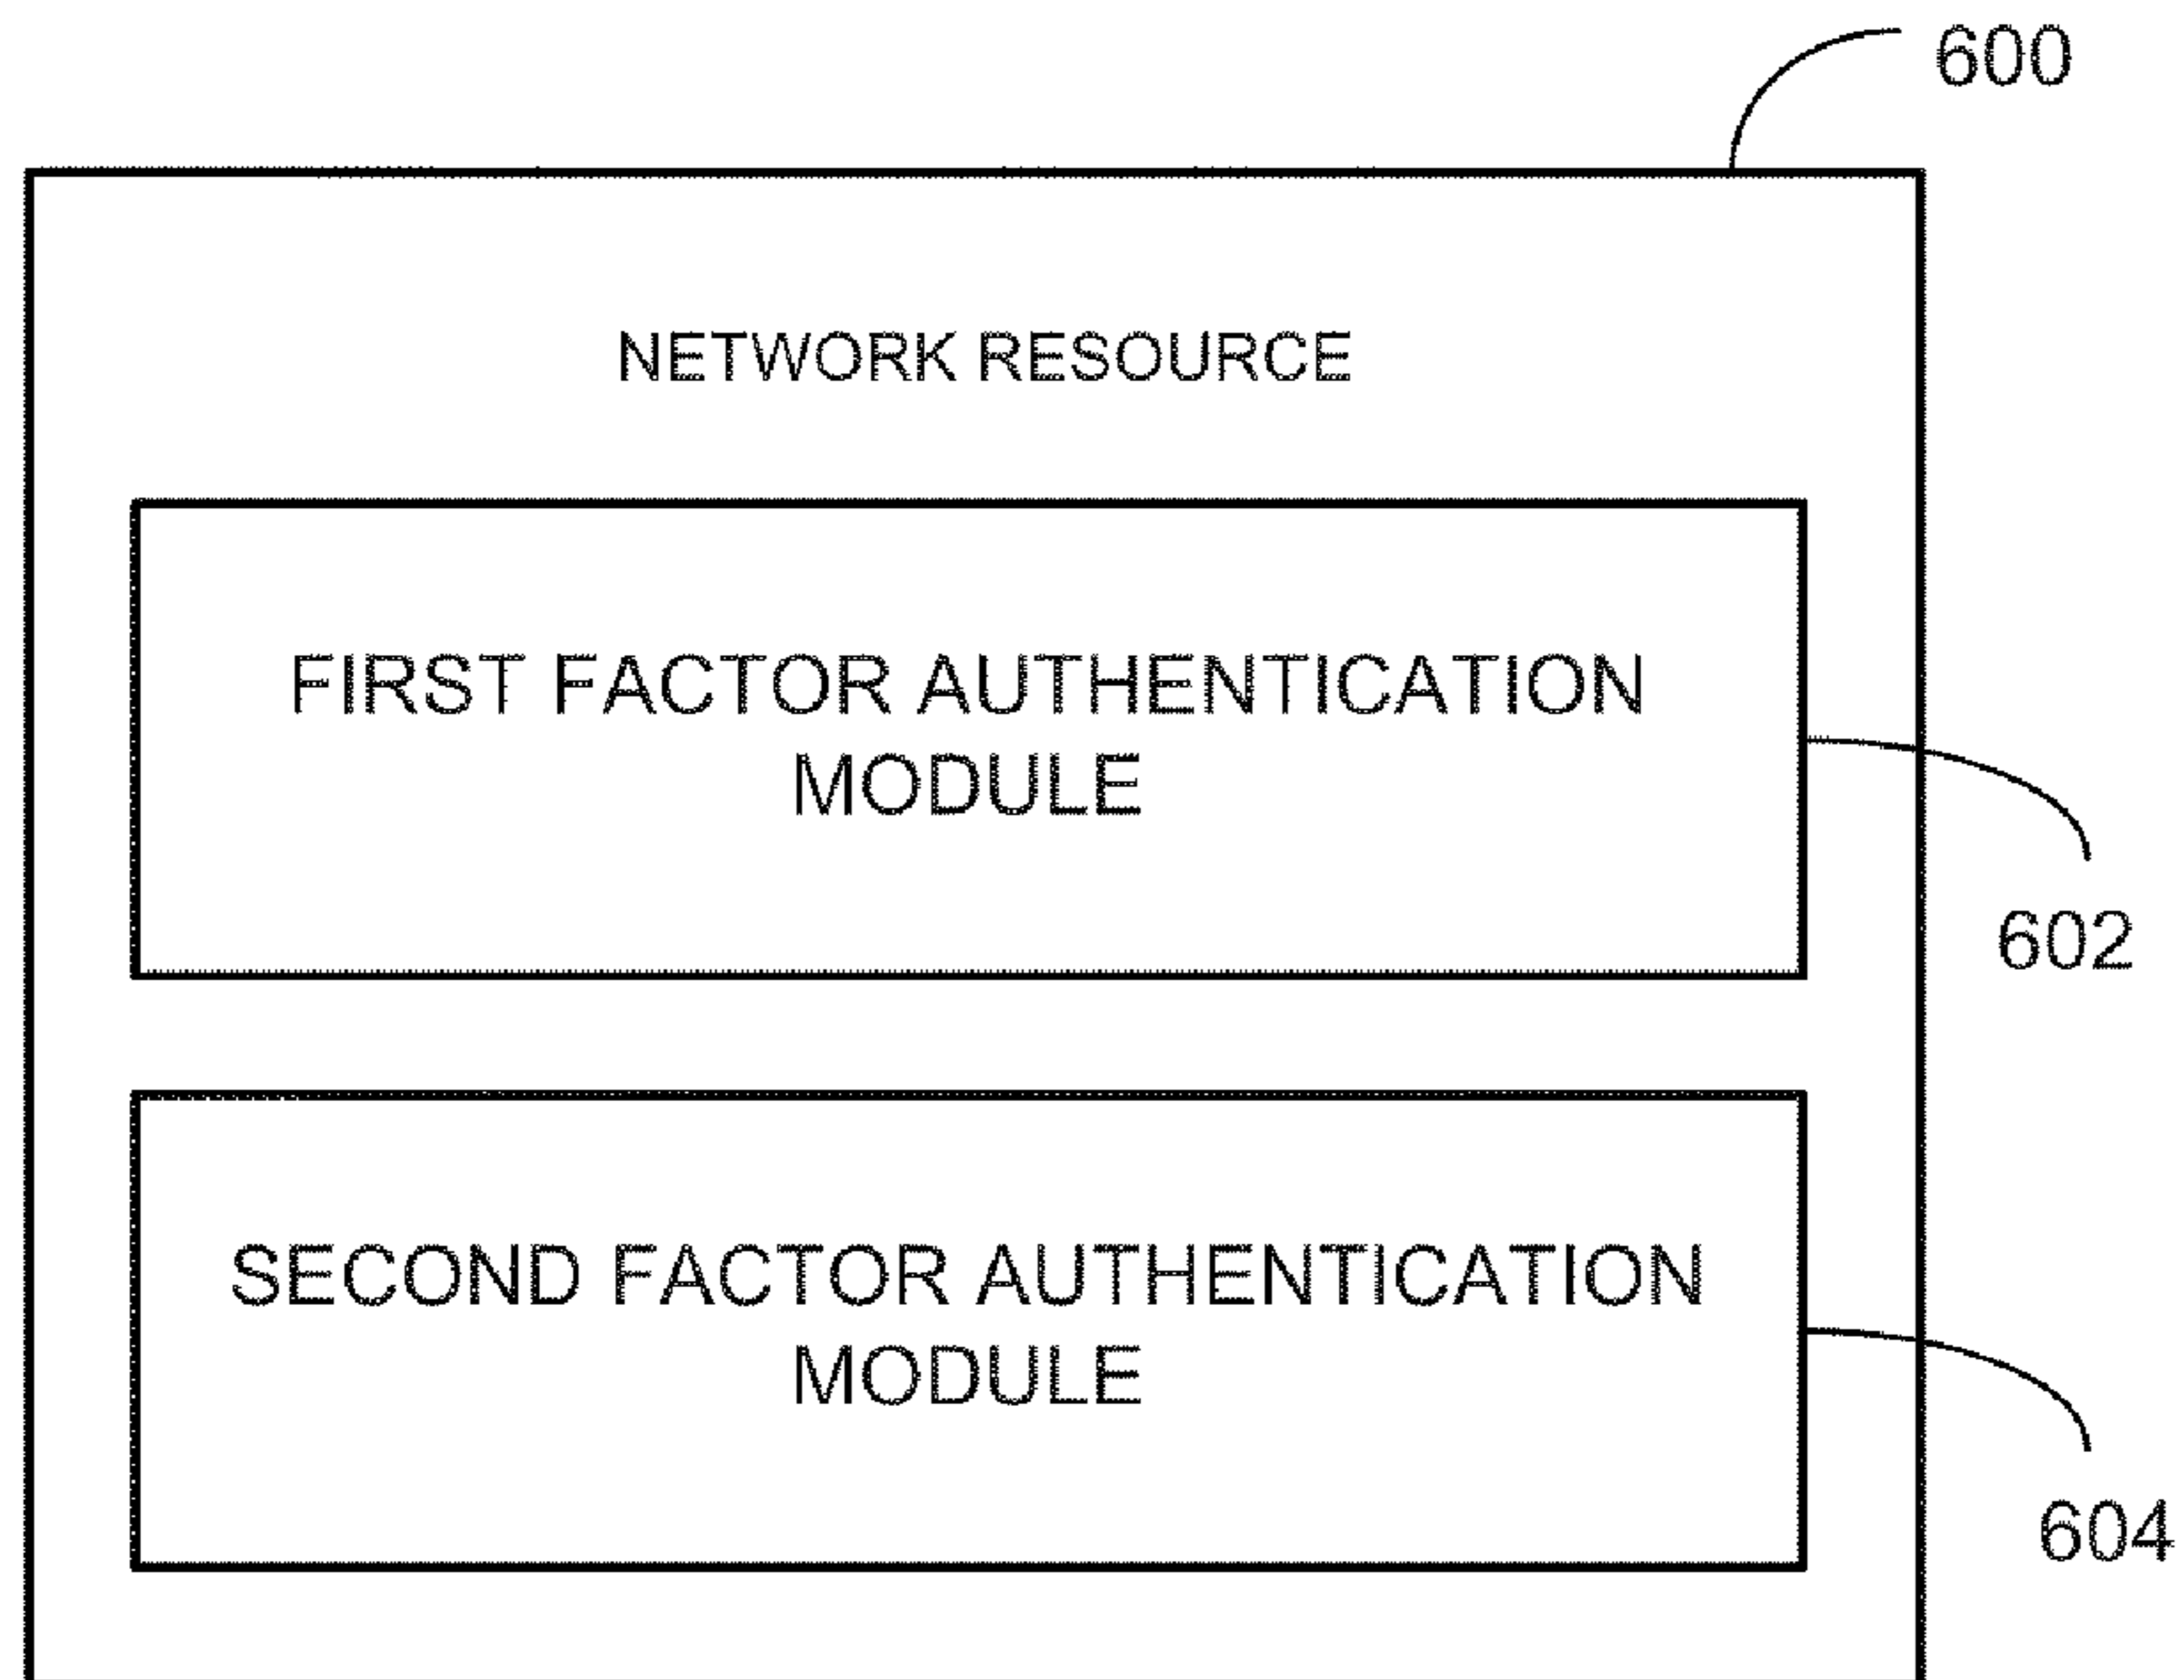 600
NETWORK RESOURCE
FIRST FACTOR AUTHENTICATION
MODULE
602
SECOND FACTOR AUTHENTICATION
MODULE
604